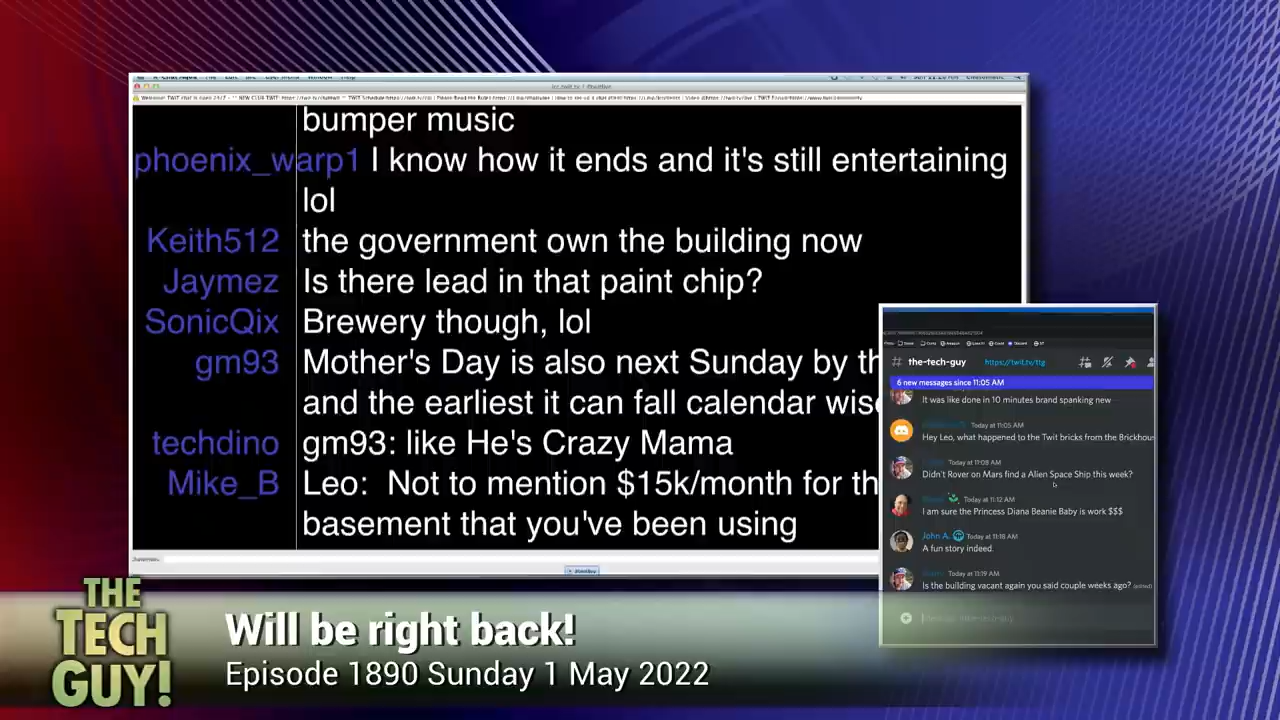 bumper music
phoenix_warp1 I know how it ends and it's still entertaining
lol
Keith512 the government own the building now
Jaymez Is there lead in that paint chip?
SonicQix Brewery though, lol
gm93 Mother's Day is also next Sunday by th
and the earliest it can fall calendar wise
techdino gm93: like He's Crazy Mama
Mike_B Leo: Not to mention $15k/month for th
basement that you've been using
# the-tech-guy https://twit.tv/ttg
6 new messages since 11:05 AM
It was like done in 10 minutes brand spanking new
Today at 11:05 AM
Hey Leo, what happened to the Twit bricks from the Brickhous
Today at 11:09 AM
Didn't Rover on Mars find a Alien Space Ship this week?
Today at 11:12 AM
I am sure the Princess Diana Beanie Baby is work $$$
John A. Today at 11:18 AM
A fun story indeed.
Today at 11:19 AM
Is the building vacant again you said couple weeks ago? (edited)
THE
TECH
GUY!
Will be right back!
Episode 1890 Sunday 1 May 2022